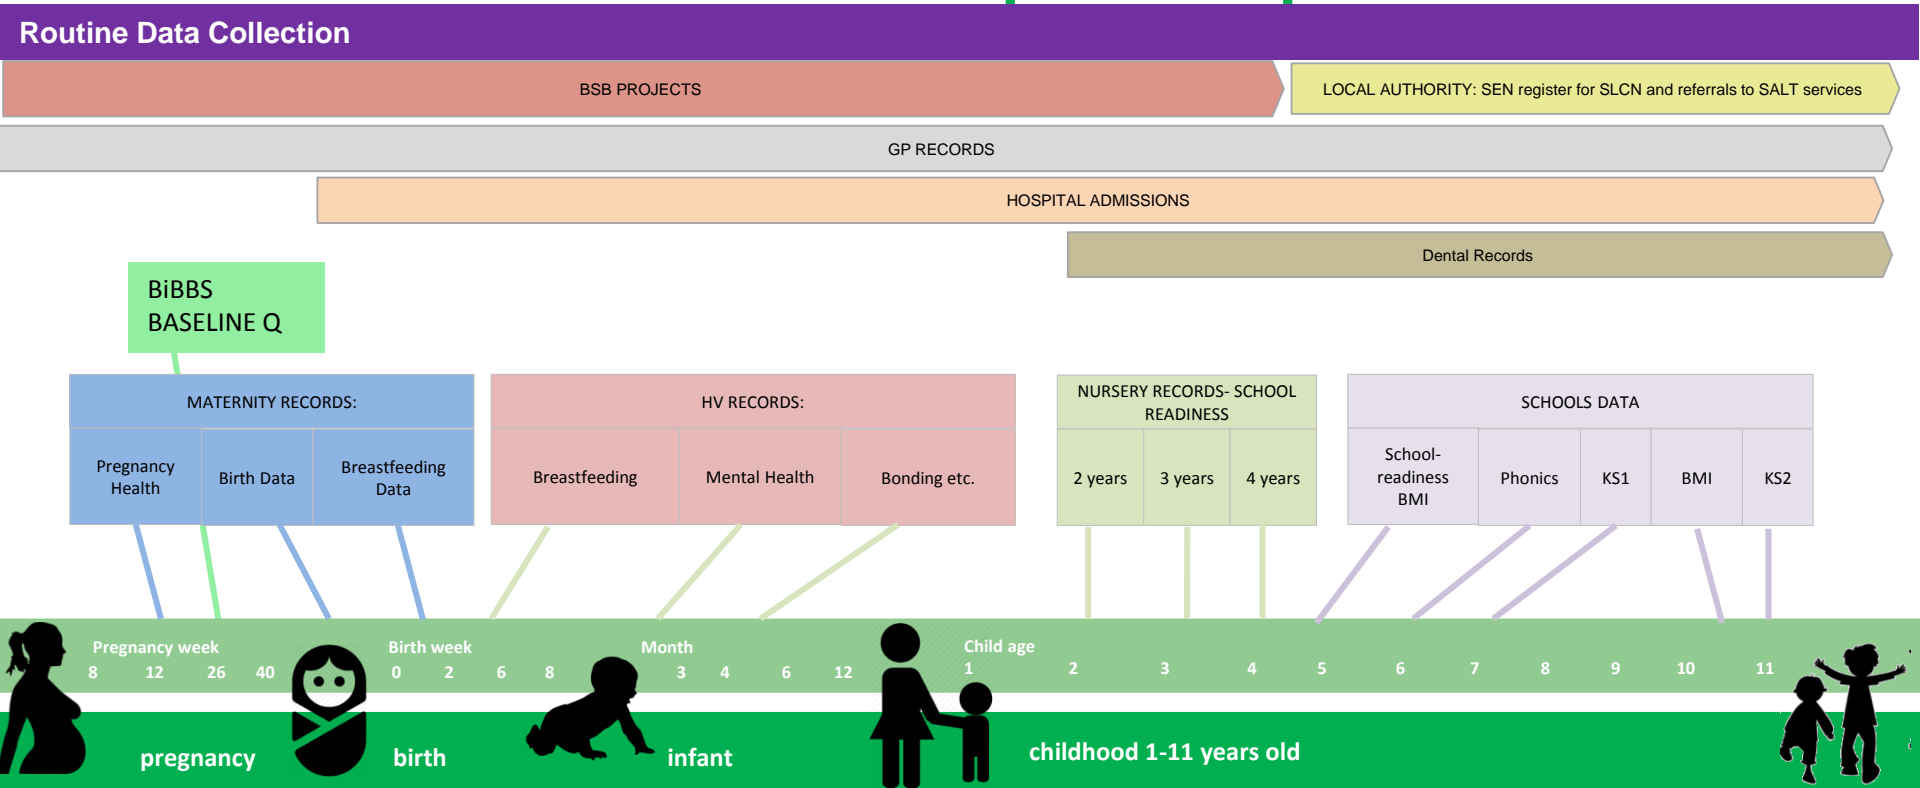 Routine Data Collection
BSB PROJECTS
LOCAL AUTHORITY: SEN register for SLCN and referrals to SALT services
GP RECORDS
HOSPITAL ADMISSIONS
Dental Records
BiBBS
BASELINE Q
MATERNITY RECORDS:
Pregnancy
Health
Birth Data
Breastfeeding
Data
HV RECORDS:
Breastfeeding
Mental Health
Bonding etc.
NURSERY RECORDS- SCHOOL
READINESS
2 years
3 years
4 years
SCHOOLS DATA
School-
readiness
BMI
Phonics
KS1
BMI
KS2
Pregnancy week
8 12 26 40
Birth week
0 2 6 8
Month
3 4 6 12
Child age
1 2 3 4 5 6 7 8 9 10 11
pregnancy
birth
infant
childhood 1-11 years old